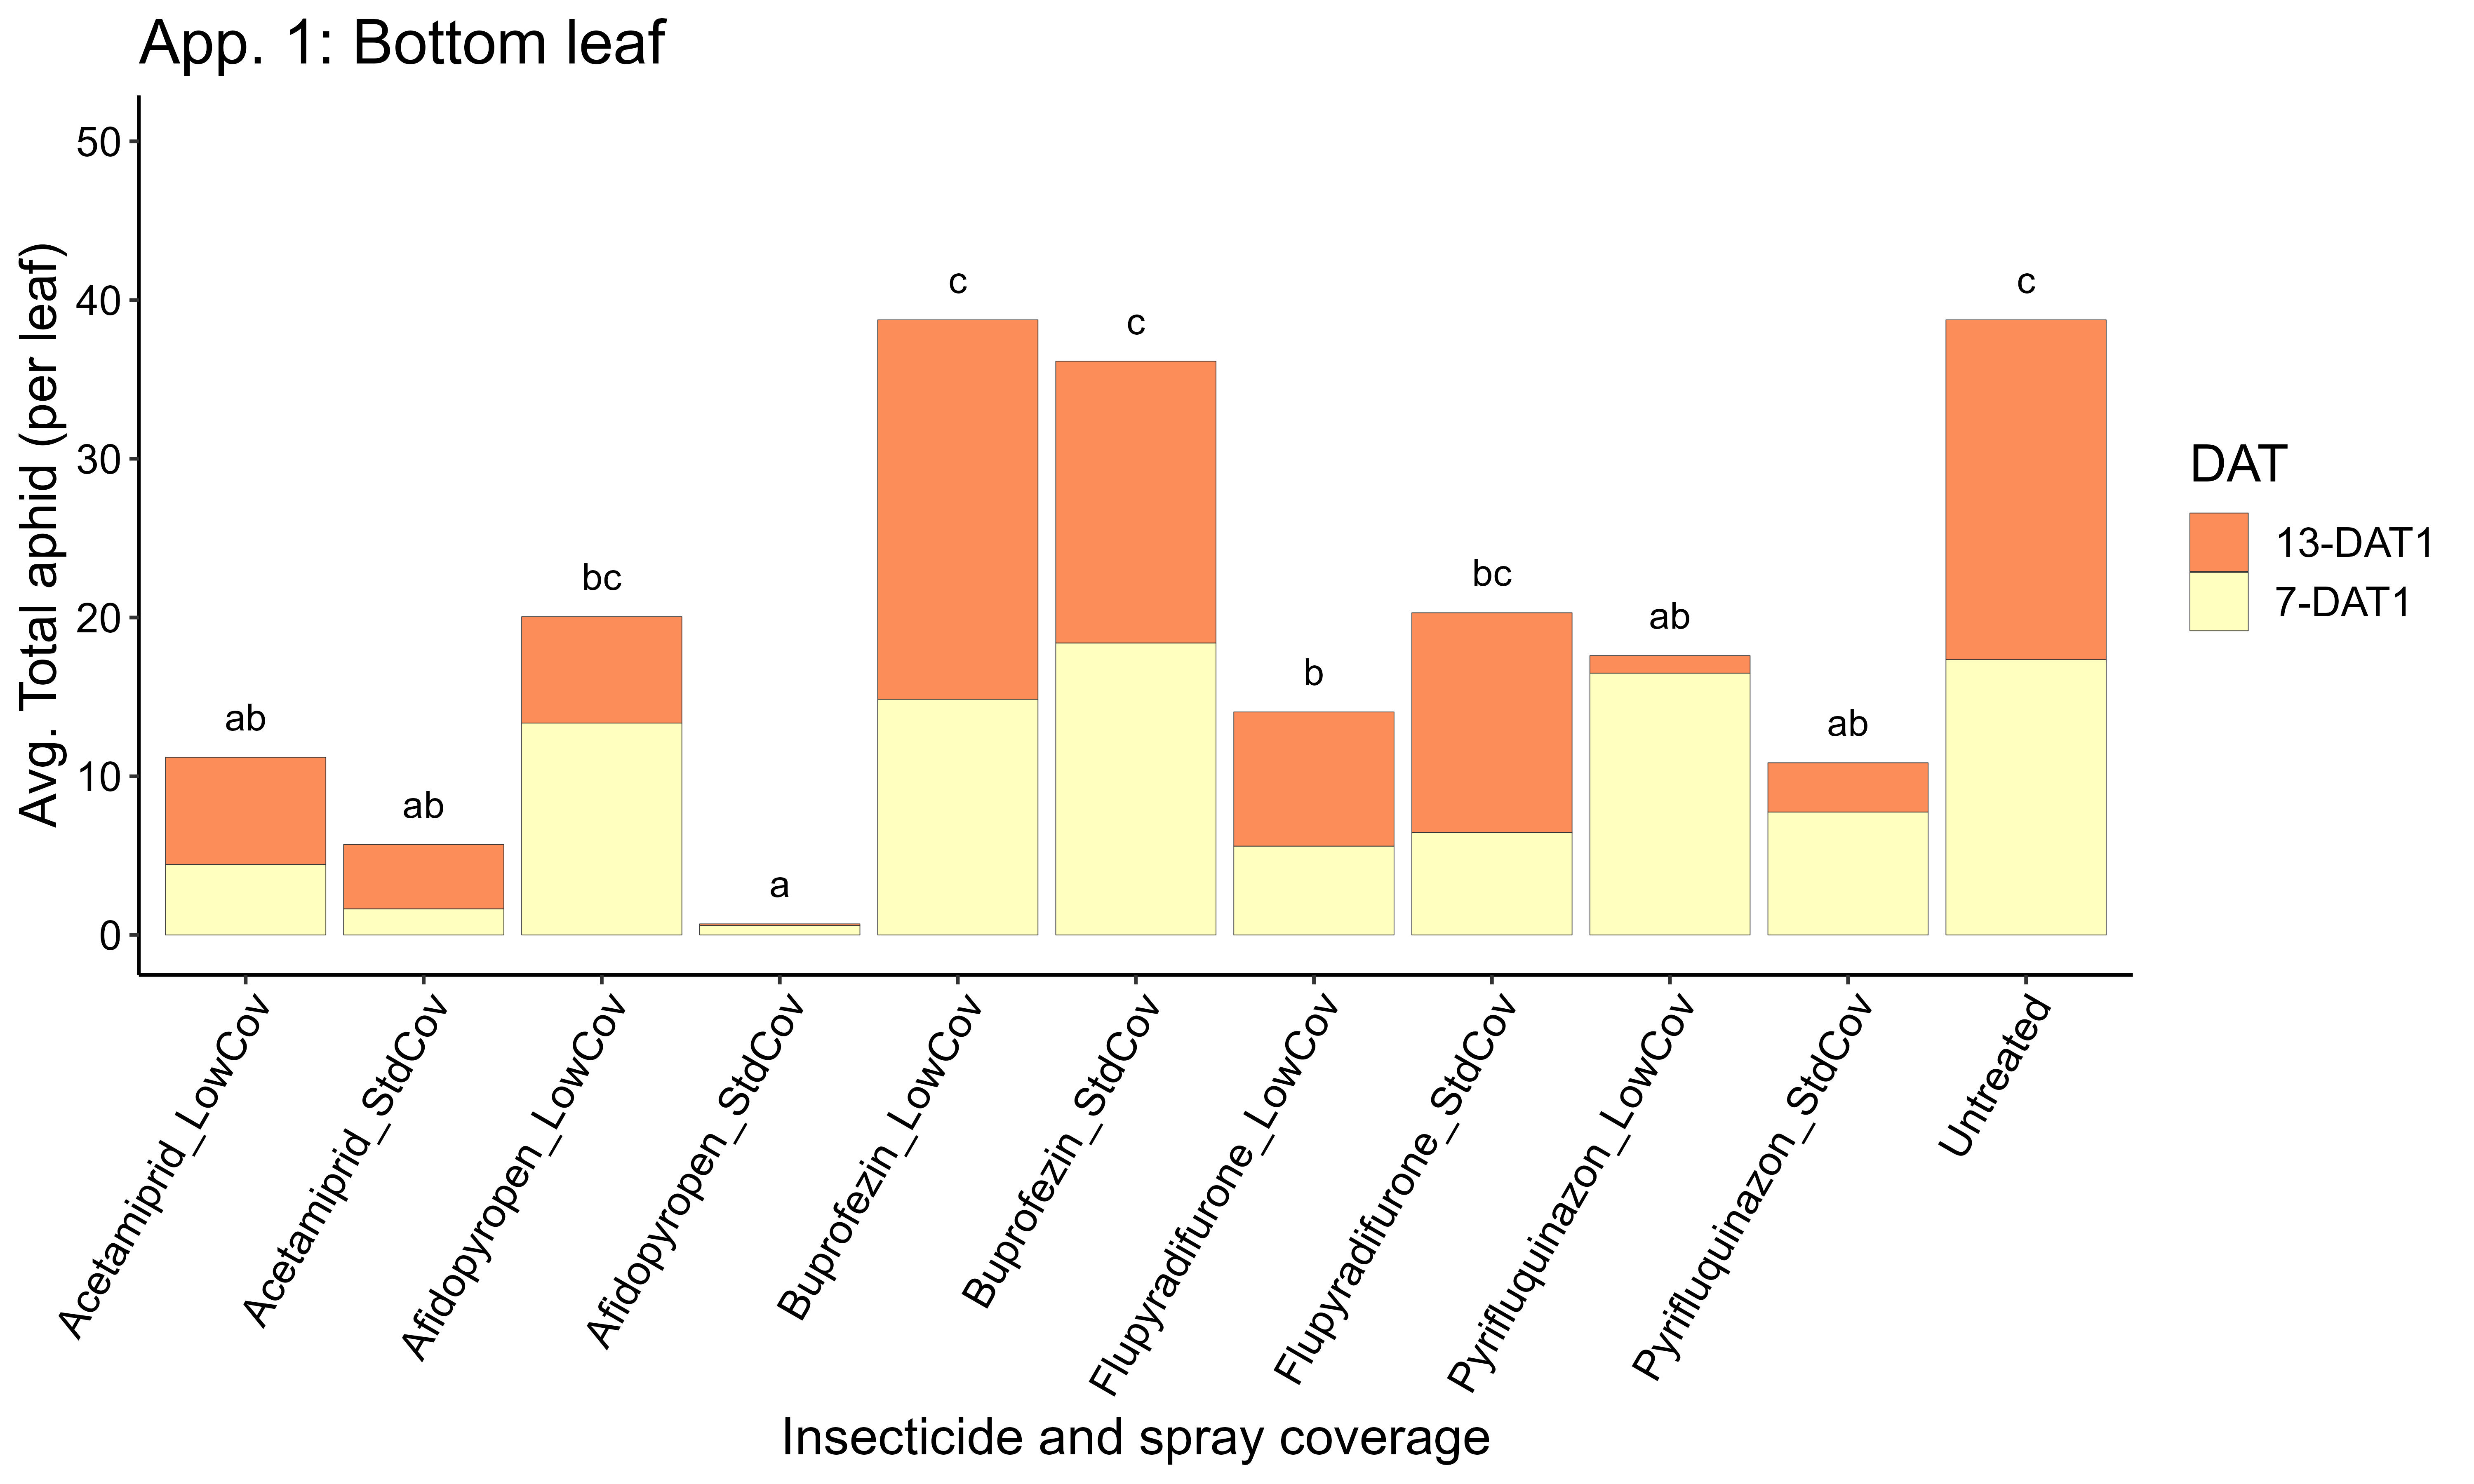 App. 1: Bottom leaf
Avg. Total aphid (per leaf)
50
40
30
20
10
0
ab
ab
bc
a
c
c
b
bc
ab
ab
c
DAT
13-DAT1
7-DAT1
Acetamiprid_LowCov
Acetamiprid_StdCov
Afidopyropen_LowCov
Afidopyropen_StdCov
Buprofezin_LowCov
Buprofezin_StdCov
Flupyradifurone_LowCov
Flupyradifurone_StdCov
Pyrifluquinazon_LowCov
Pyrifluquinazon_StdCov
Untreated
Insecticide and spray coverage